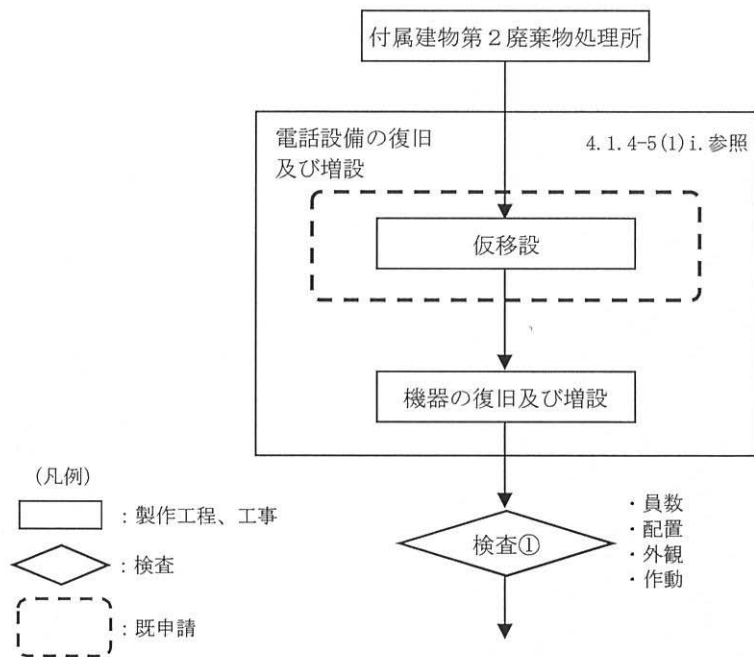 付属建物第２廃棄物処理所
電話設備の復旧
及び増設
4.1.4-5(1)i.参照
仮移設
機器の復旧及び増設
検査①
・員数
・配置
・外観
・作動
(凡例)
：製作工程、工事
：検査
：既申請